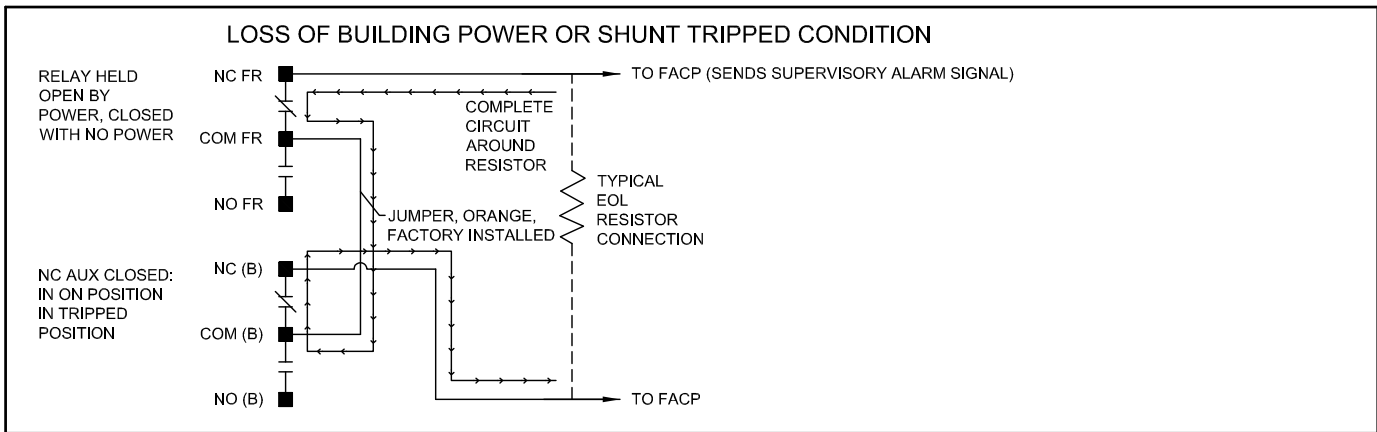 LOSS OF BUILDING POWER OR SHUNT TRIPPED CONDITION
RELAY HELD
OPEN BY
POWER, CLOSED
WITH NO POWER
NC FR
COM FR
NO FR
TO FACP (SENDS SUPERVISORY ALARM SIGNAL)
COMPLETE
CIRCUIT
AROUND
RESISTOR
TYPICAL
EOL
RESISTOR
CONNECTION
JUMPER, ORANGE,
FACTORY INSTALLED
NC AUX CLOSED:
IN ON POSITION
IN TRIPPED
POSITION
NC (B)
COM (B)
NO (B)
TO FACP